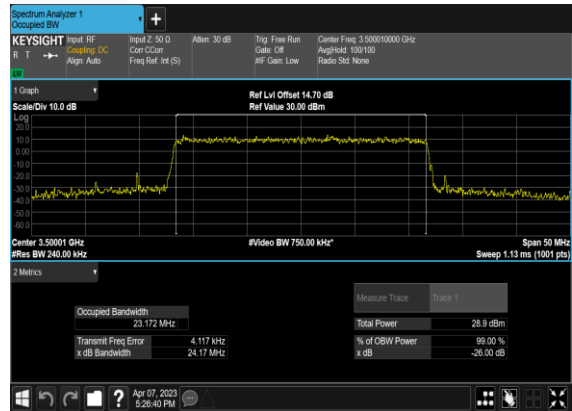 Spectrum Analyzer 1
Occupied BW
+
KEYSIGHT Input: RF Input Z: 50 Ω Atten: 30 dB Trig: Free Run Center Freq: 3.500010000 GHz
R T Coupling: DC Corr CCorr Gate: Off Avg|Hold: 100/100
Align: Auto Freq Ref: Int (S) #IF Gain: Low Radio Std: None
1 Graph
Ref Lvl Offset 14.70 dB
Scale/Div 10.0 dB Ref Value 30.00 dBm
Log
20.0
10.0
0.00
-10.0
-20.0
-30.0
-40.0
-50.0
-60.0
Center 3.50001 GHz #Video BW 750.00 kHz* Span 50 MHz
#Res BW 240.00 kHz Sweep 1.13 ms (1001 pts)
2 Metrics
Measure Trace Trace 1
Occupied Bandwidth
23.172 MHz Total Power 28.9 dBm
Transmit Freq Error 4.117 kHz % of OBW Power 99.00 %
x dB Bandwidth 24.17 MHz x dB -26.00 dB
? Apr 07, 2023
5:26:40 PM